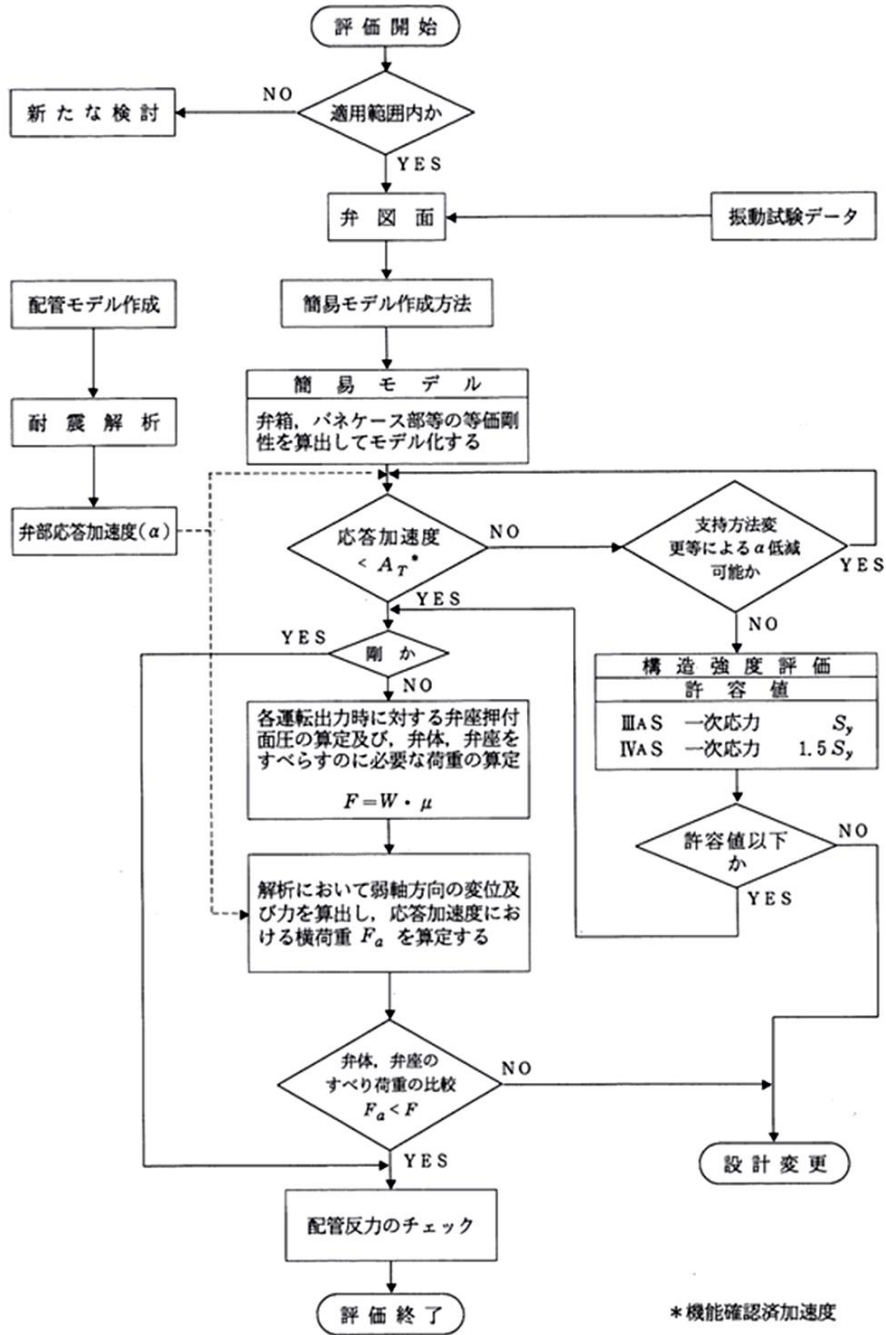 評価開始
NO
新たな検討
適用範囲内か
YES
弁図面
振動試験データ
配管モデル作成
簡易モデル作成方法
簡易モデル
弁箱,バネケース部等の等価剛
性を算出してモデル化する
耐震解析
弁部応答加速度(α)
応答加速度
< A_T*
NO
支持方法変
更等によるα低減
可能か
YES
YES
NO
YES
剛か
NO
構造強度評価
許容値
ⅢAS 一次応力 S_y
ⅣAS 一次応力 1.5S_y
各運転出力時に対する弁座押付
面圧の算定及び,弁体,弁座を
すべらすのに必要な荷重の算定
F=W・μ
許容値以下
か
NO
YES
解析において弱軸方向の変位及
び力を算出し,応答加速度にお
ける横荷重 F_a を算定する
弁体,弁座の
すべり荷重の比較
F_a<F
NO
YES
設計変更
配管反力のチェック
評価終了
*機能確認済加速度